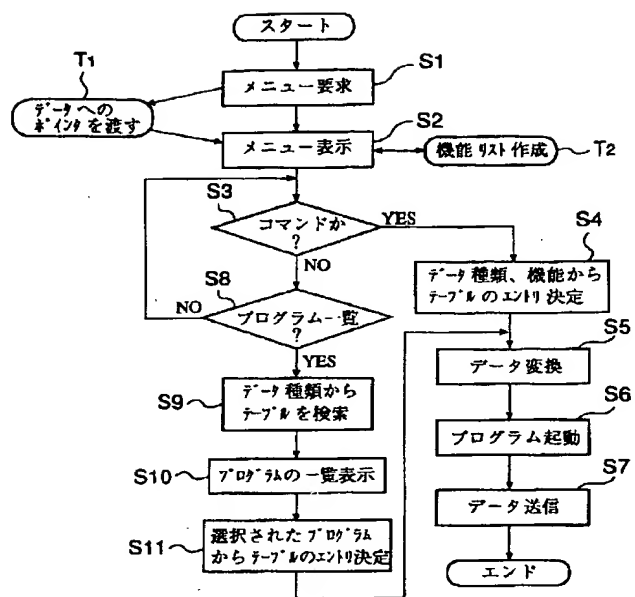 スタート
T1
S1
メニュー要求
データへの
ポインタを渡す
S2
メニュー表示
機能リスト作成
T2
S3
コマンドか
?
YES
NO
S4
データ種類、機能から
テーブルのエントリ決定
S8
プログラム一覧
?
NO
YES
S5
データ変換
S9
データ種類から
テーブルを検索
S6
プログラム起動
S10
プログラムの一覧表示
S7
データ送信
S11
選択されたプログラム
からテーブルのエントリ決定
エンド